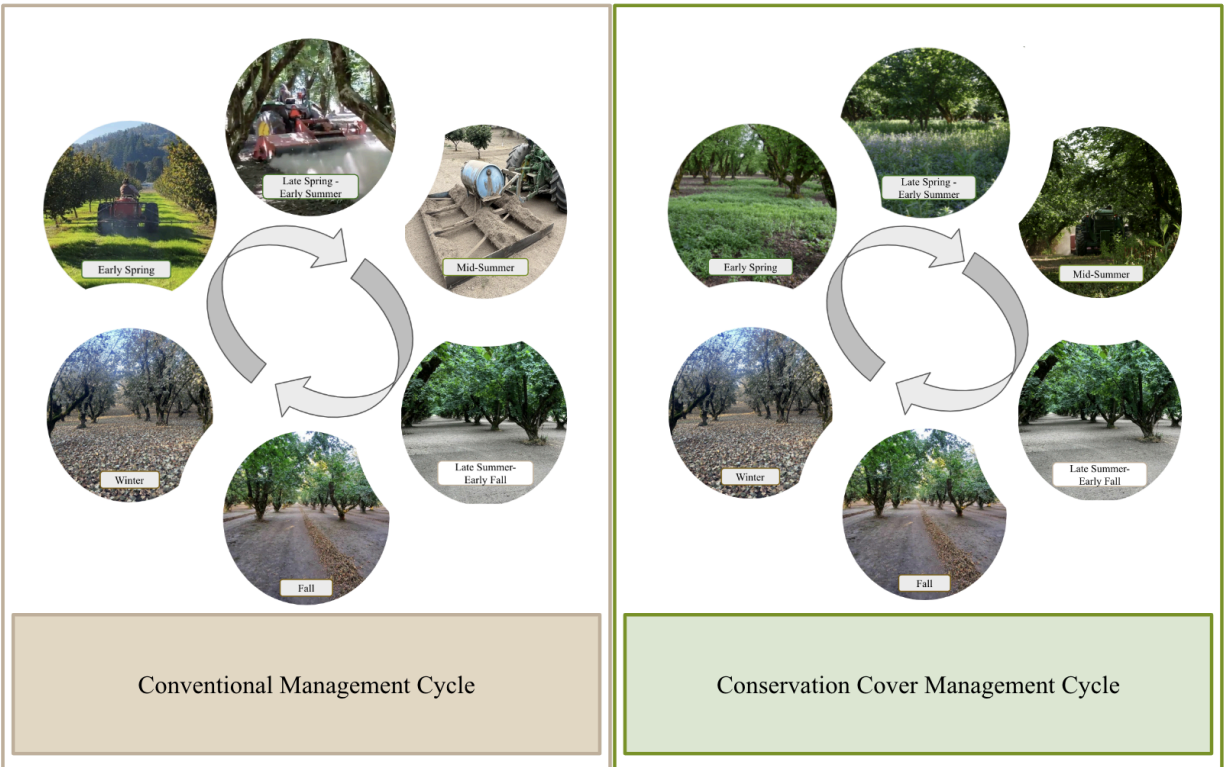 Late Spring -
Early Summer
Early Spring
Mid-Summer
Winter
Late Summer-
Early Fall
Fall
Conventional Management Cycle
Late Spring -
Early Summer
Early Spring
Mid-Summer
Winter
Late Summer-
Early Fall
Fall
Conservation Cover Management Cycle